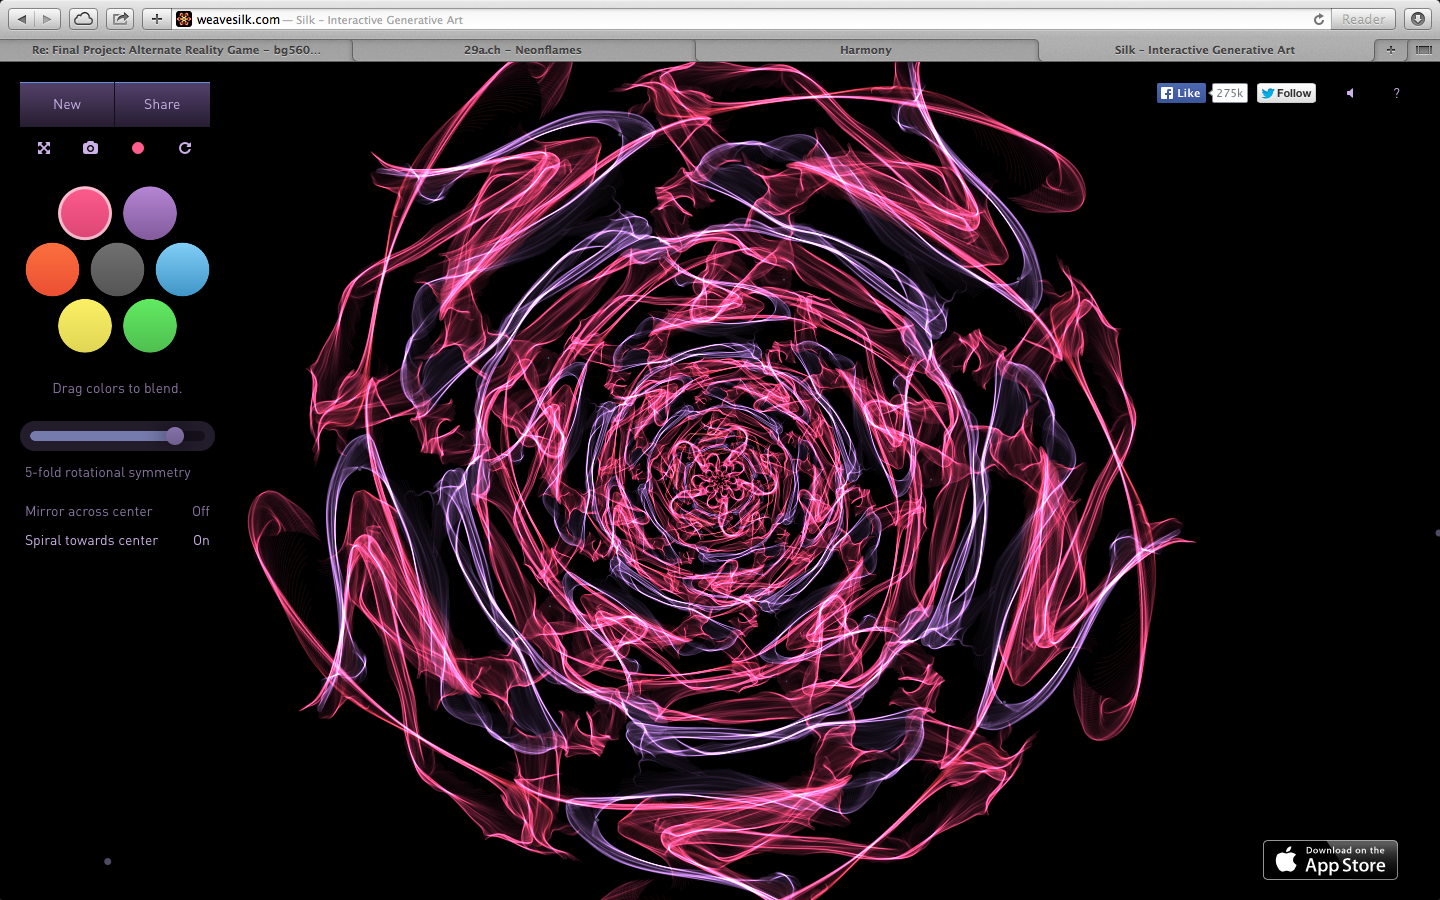 weavesilk.com — Silk – Interactive Generative Art
Reader
Re: Final Project: Alternate Reality Game – bg560...
29a.ch – Neonflames
Harmony
Silk – Interactive Generative Art
New
Share
Like
275k
Follow
?
Drag colors to blend.
5-fold rotational symmetry
Mirror across center Off
Spiral towards center On
Download on the
App Store